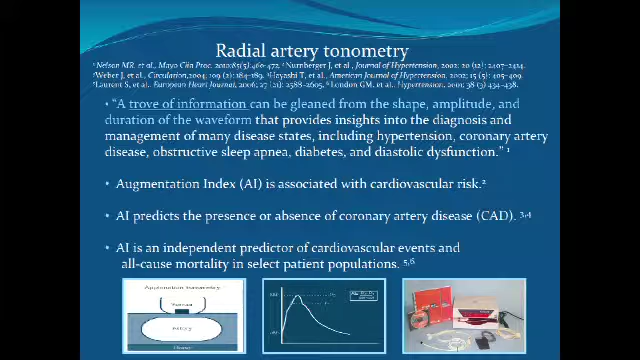 Radial artery tonometry
¹Nelson MR. et al., Mayo Clin Proc. 2010;85(5):460-472. ²Nurnberger J, et al, Journal of Hypertension, 2002; 20 (12): 2407-2414.
³Weber J, et al., Circulation,2004; 109 (2): 184-189. ⁴Hayashi T, et al., American Journal of Hypertension, 2002; 15 (5): 405-409.
⁵Laurent S, et al.. European Heart Journal, 2006; 27 (21): 2588-2605. ⁶London GM, et al.. Hypertension, 2001; 38 (3) 434-438.
• “A trove of information can be gleaned from the shape, amplitude, and
duration of the waveform that provides insights into the diagnosis and
management of many disease states, including hypertension, coronary artery
disease, obstructive sleep apnea, diabetes, and diastolic dysfunction.” ¹
• Augmentation Index (AI) is associated with cardiovascular risk.²
• AI predicts the presence or absence of coronary artery disease (CAD). ³,⁴
• AI is an independent predictor of cardiovascular events and
all-cause mortality in select patient populations. ⁵,⁶
Applanation Tonometry
Sensor
Artery
Bone